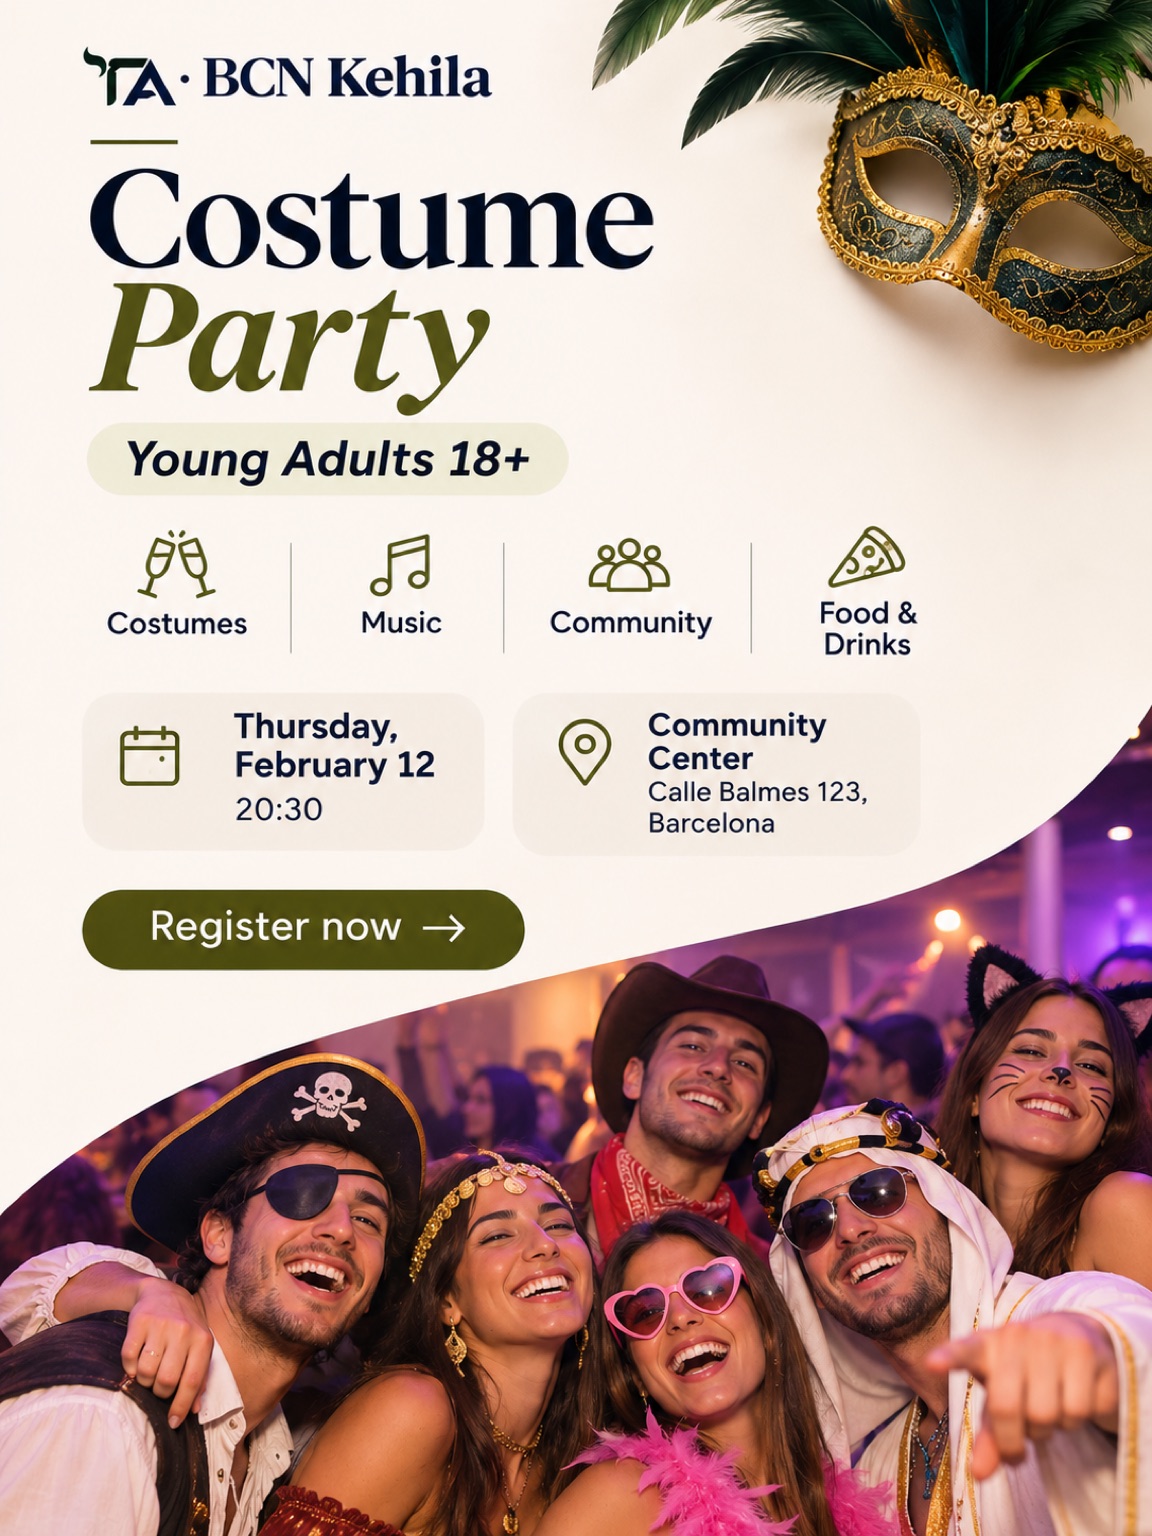 TA · BCN Kehila
Costume
Party
Young Adults 18+
Costumes
Music
Community
Food &
Drinks
Thursday,
February 12
20:30
Community
Center
Calle Balmes 123,
Barcelona
Register now →